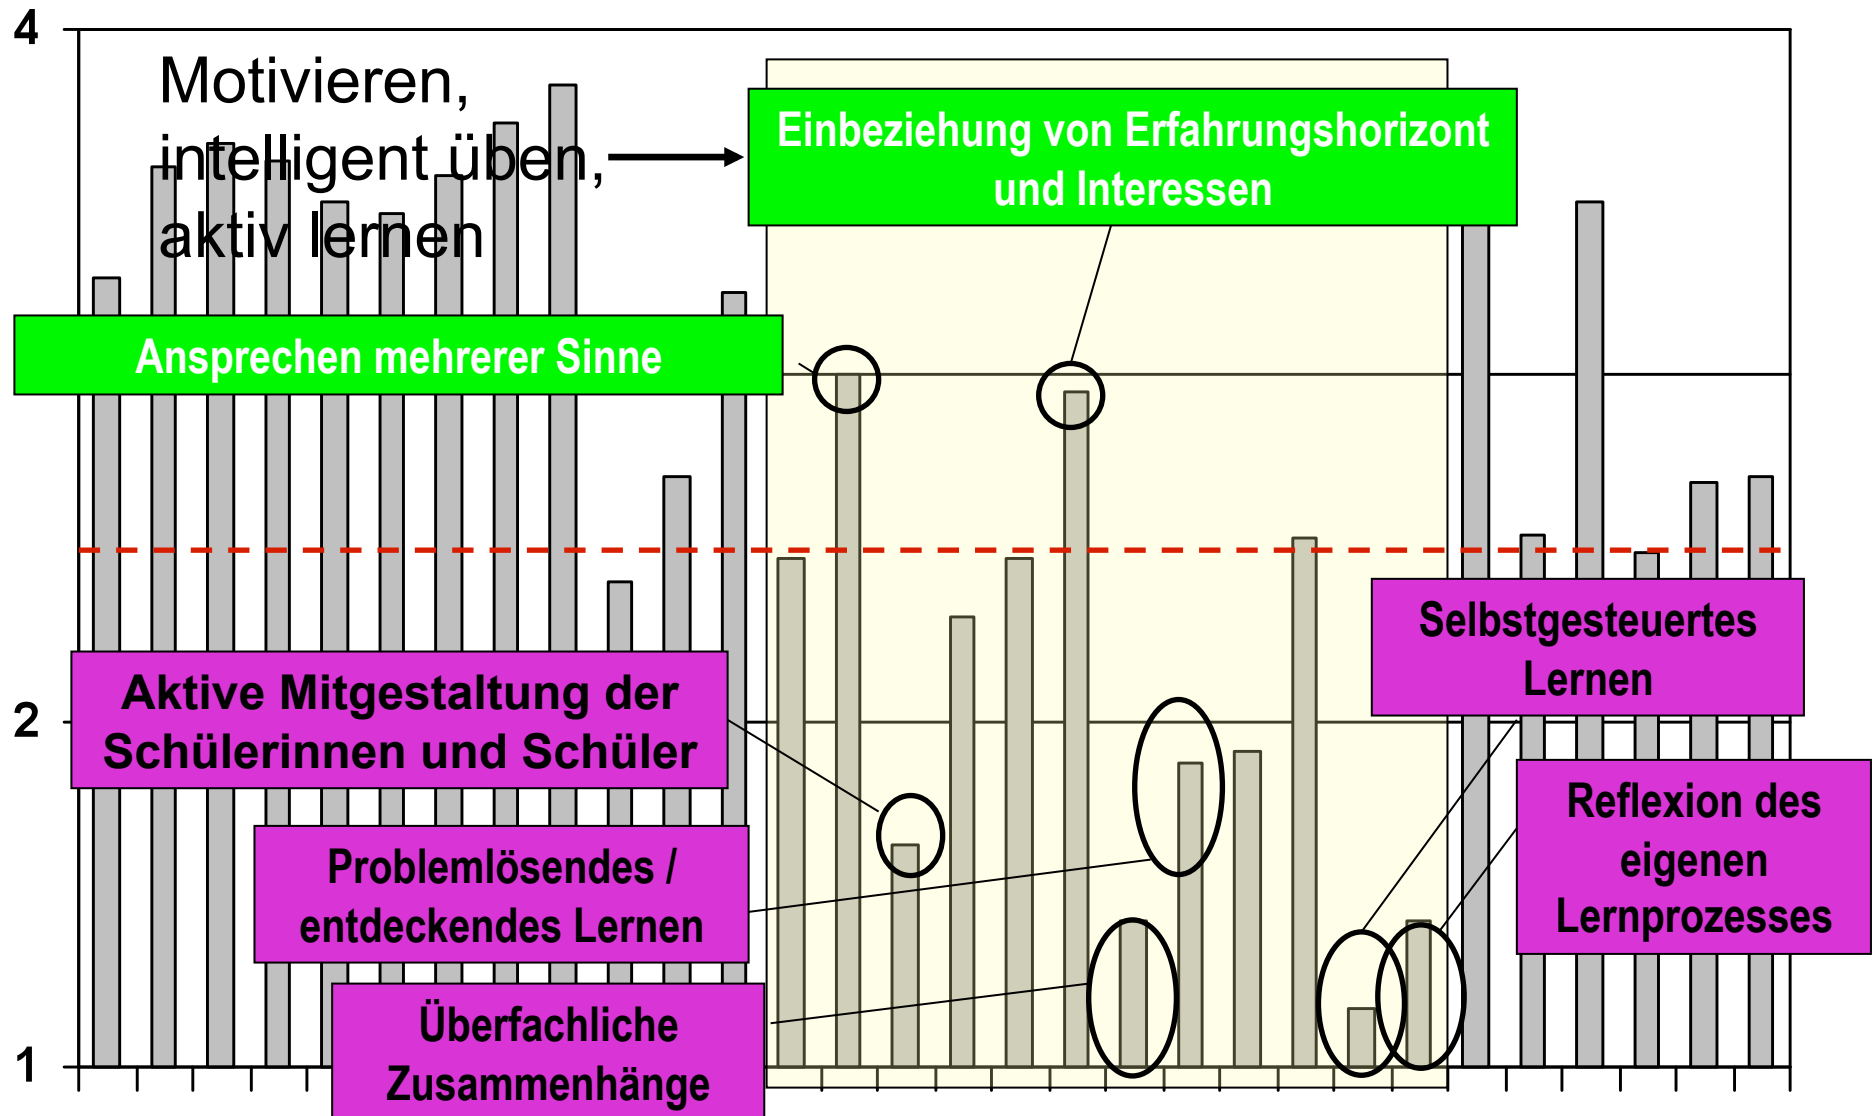 4
Motivieren,
intelligent üben,
aktiv lernen
Einbeziehung von Erfahrungshorizont
und Interessen
Ansprechen mehrerer Sinne
Selbstgesteuertes
Lernen
2
Aktive Mitgestaltung der
Schülerinnen und Schüler
Reflexion des
eigenen
Lernprozesses
Problemlösendes /
entdeckendes Lernen
Überfachliche
Zusammenhänge
1